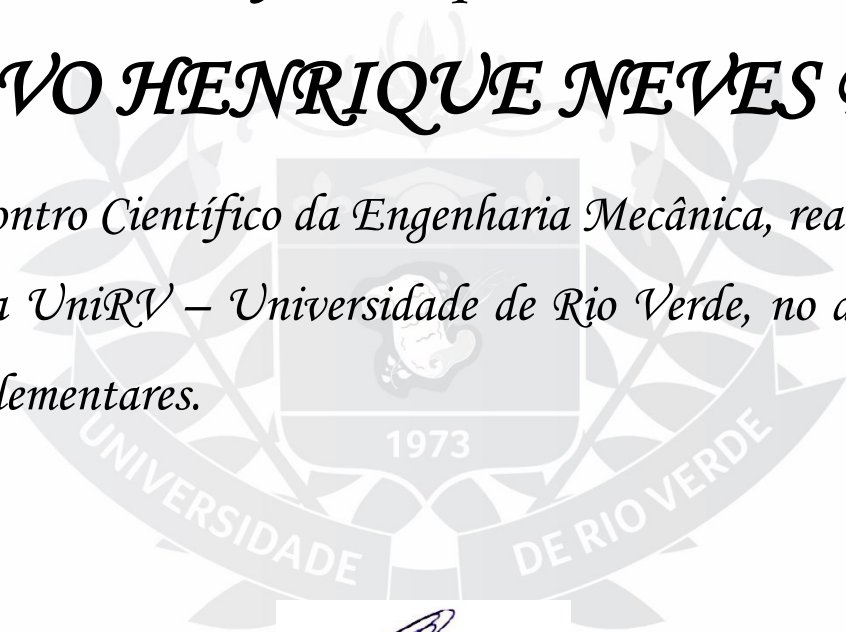 VO HENRIQUE NEVES
ontro Científico da Engenharia Mecânica, rea
a UniRV – Universidade de Rio Verde, no d
lementares.
1973
UNIVERSIDADE DE RIO VERDE